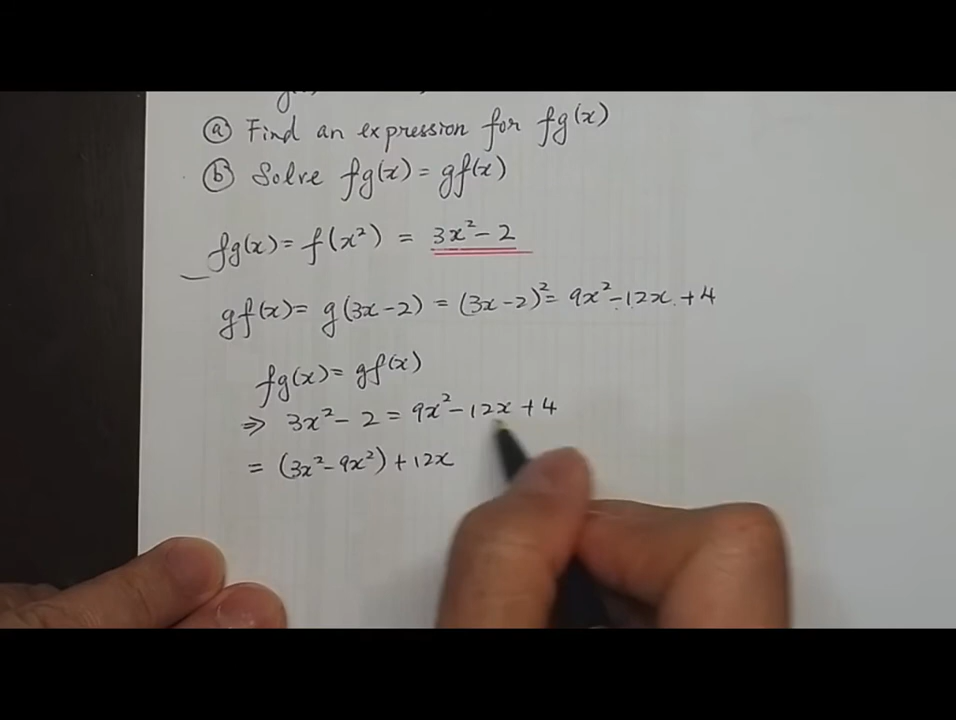 ⓐ Find an expression for fg(x)
ⓑ Solve fg(x) = gf(x)
fg(x) = f(x²) = 3x² - 2
gf(x) = g(3x - 2) = (3x - 2)² = 9x² - 12x + 4
fg(x) = gf(x)
⇒ 3x² - 2 = 9x² - 12x + 4
= (3x² - 9x²) + 12x